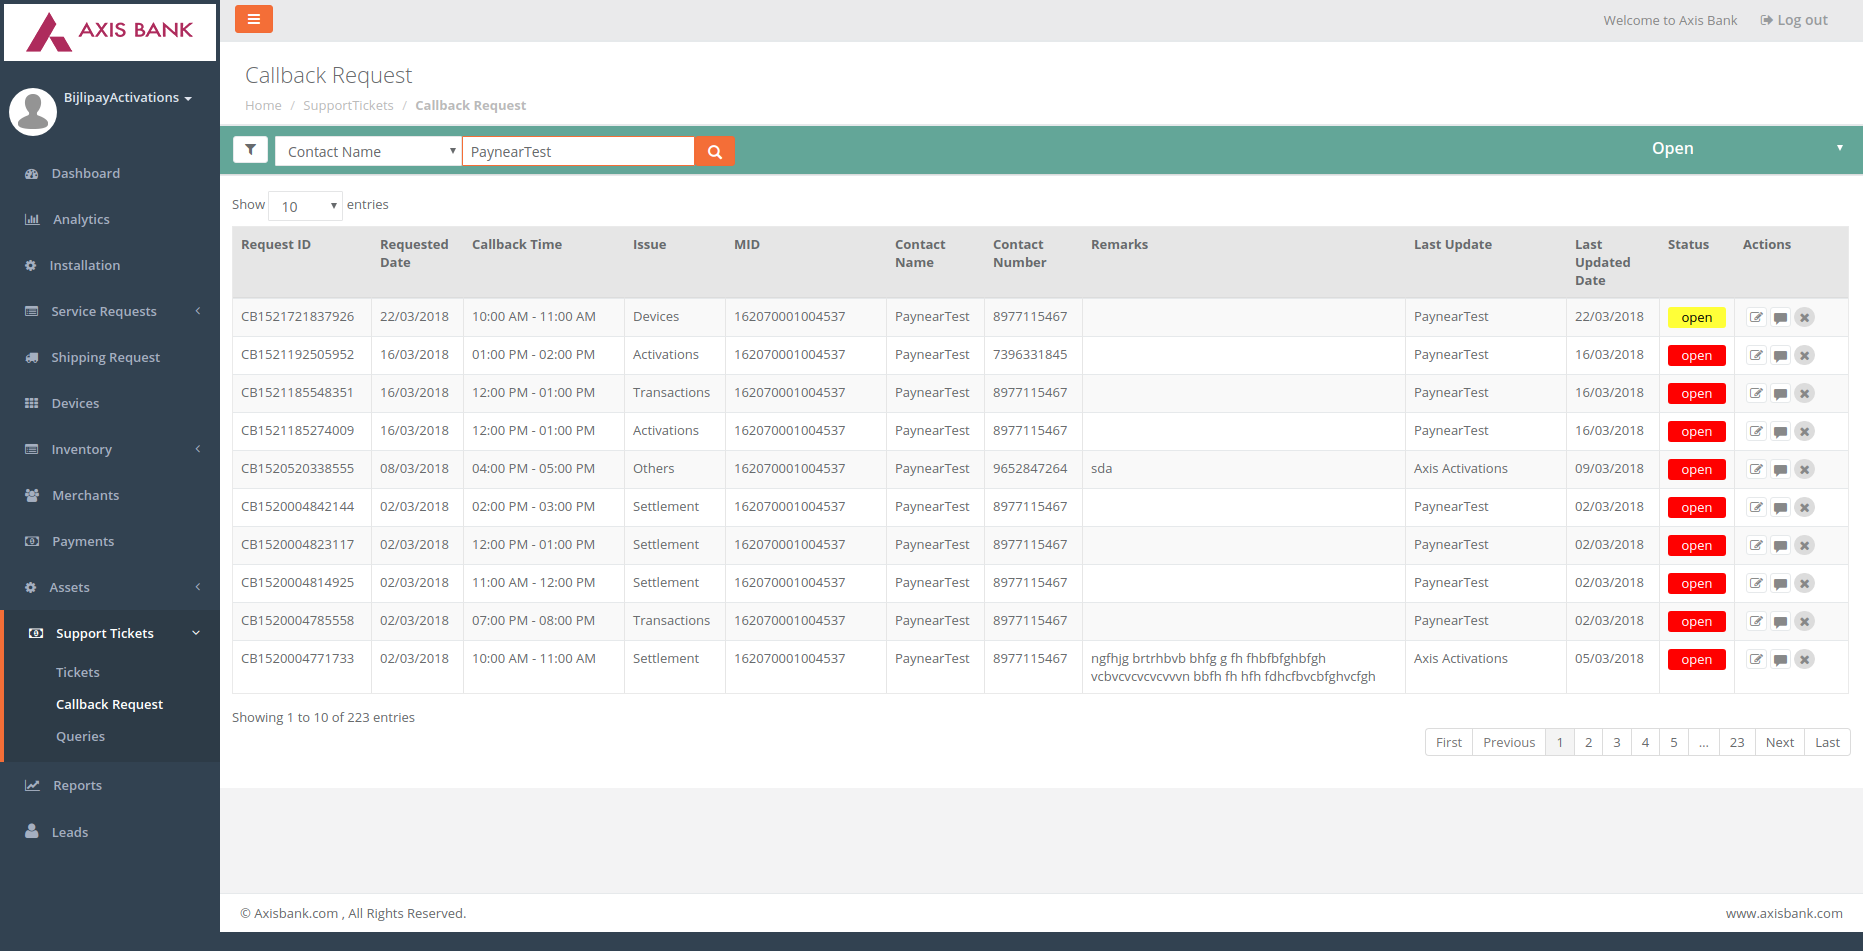 AXIS BANK
Welcome to Axis Bank
Log out
BijlipayActivations
Dashboard
Analytics
Installation
Service Requests
Shipping Request
Devices
Inventory
Merchants
Payments
Assets
Support Tickets
Tickets
Callback Request
Queries
Reports
Leads
Callback Request
Home / SupportTickets / Callback Request
Contact Name PaynearTest Open
Show 10 entries
Request ID Requested Date Callback Time Issue MID Contact Name Contact Number Remarks Last Update Last Updated Date Status Actions
CB1521721837926 22/03/2018 10:00 AM - 11:00 AM Devices 162070001004537 PaynearTest 8977115467 PaynearTest 22/03/2018 open
CB1521192505952 16/03/2018 01:00 PM - 02:00 PM Activations 162070001004537 PaynearTest 7396331845 PaynearTest 16/03/2018 open
CB1521185548351 16/03/2018 12:00 PM - 01:00 PM Transactions 162070001004537 PaynearTest 8977115467 PaynearTest 16/03/2018 open
CB1521185274009 16/03/2018 12:00 PM - 01:00 PM Activations 162070001004537 PaynearTest 8977115467 PaynearTest 16/03/2018 open
CB1520520338555 08/03/2018 04:00 PM - 05:00 PM Others 162070001004537 PaynearTest 9652847264 sda Axis Activations 09/03/2018 open
CB1520004842144 02/03/2018 02:00 PM - 03:00 PM Settlement 162070001004537 PaynearTest 8977115467 PaynearTest 02/03/2018 open
CB1520004823117 02/03/2018 12:00 PM - 01:00 PM Settlement 162070001004537 PaynearTest 8977115467 PaynearTest 02/03/2018 open
CB1520004814925 02/03/2018 11:00 AM - 12:00 PM Settlement 162070001004537 PaynearTest 8977115467 PaynearTest 02/03/2018 open
CB1520004785558 02/03/2018 07:00 PM - 08:00 PM Transactions 162070001004537 PaynearTest 8977115467 PaynearTest 02/03/2018 open
CB1520004771733 02/03/2018 10:00 AM - 11:00 AM Settlement 162070001004537 PaynearTest 8977115467 ngfhjg brtrhbvb bhfg g fh fhbfbfghbfgh Axis Activations 05/03/2018 open
vcbvcvcvcvcvvvn bbfh fh hfh fdhcfbvcbfghvcfgh
Showing 1 to 10 of 223 entries
First Previous 1 2 3 4 5 ... 23 Next Last
© Axisbank.com , All Rights Reserved.
www.axisbank.com